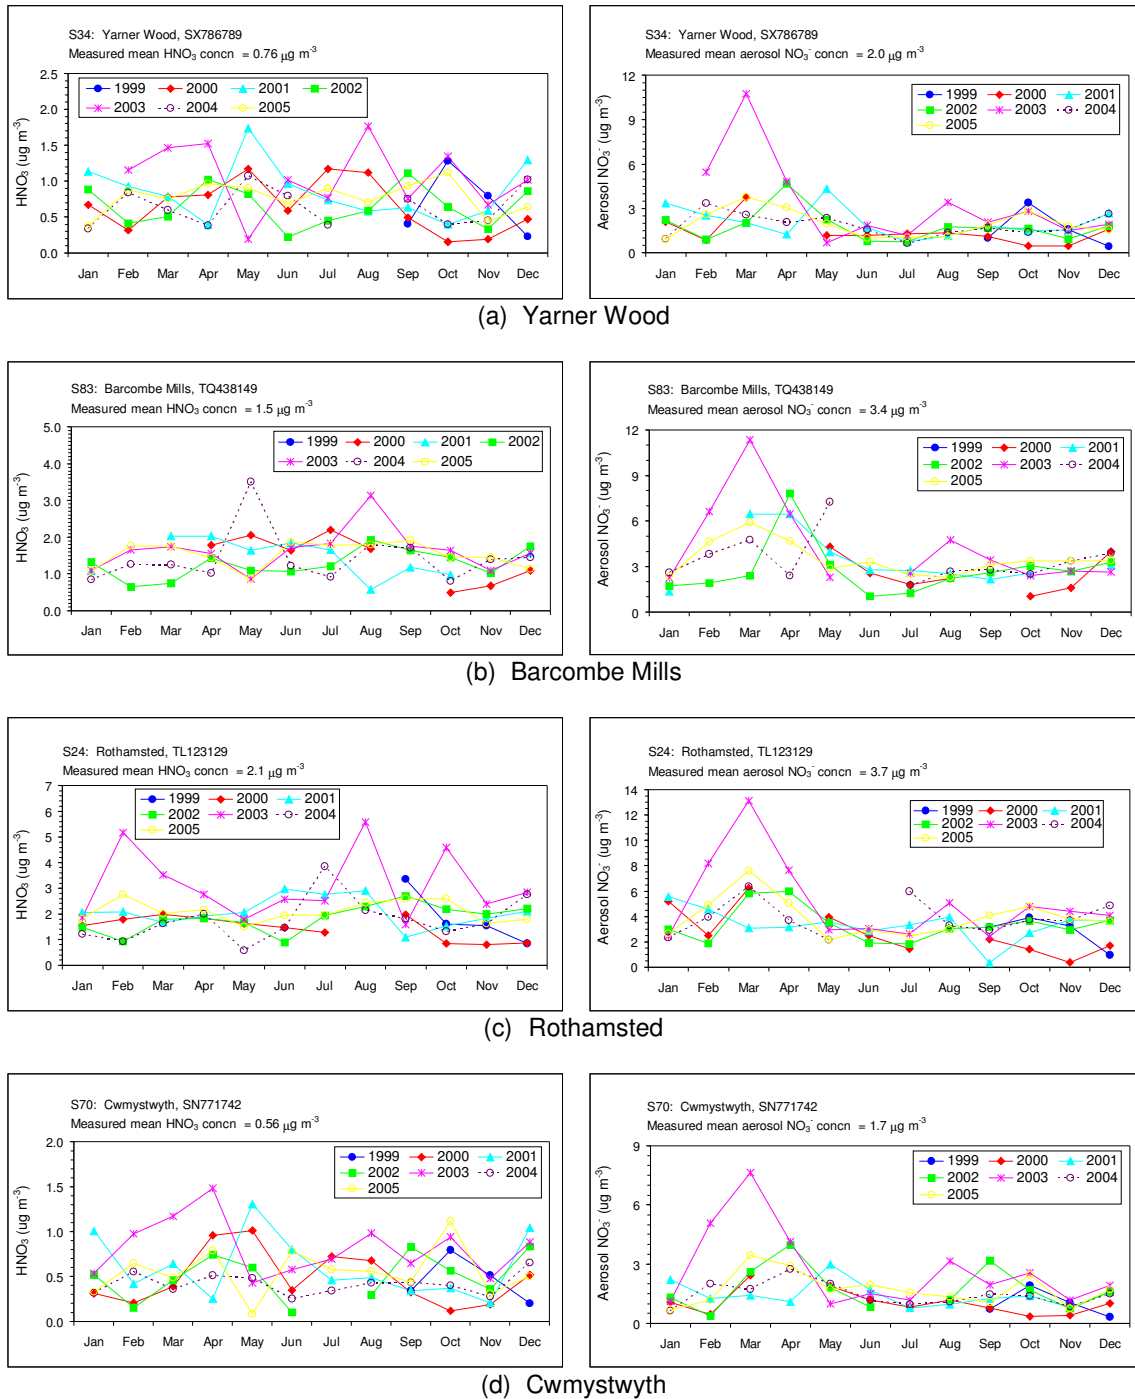 S34: Yarner Wood, SX786789
Measured mean HNO₃ concn = 0.76 µg m⁻³
HNO₃ (ug m⁻³)
2.5
2.0
1.5
1.0
0.5
0.0
1999 2000 2001 2002
2003 2004 2005
Jan Feb Mar Apr May Jun Jul Aug Sep Oct Nov Dec
S34: Yarner Wood, SX786789
Measured mean aerosol NO₃⁻ concn = 2.0 µg m⁻³
Aerosol NO₃⁻ (ug m⁻³)
12
9
6
3
0
1999 2000 2001
2002 2003 2004
2005
Jan Feb Mar Apr May Jun Jul Aug Sep Oct Nov Dec
(a) Yarner Wood
S83: Barcombe Mills, TQ438149
Measured mean HNO₃ concn = 1.5 µg m⁻³
HNO₃ (ug m⁻³)
5.0
4.0
3.0
2.0
1.0
0.0
1999 2000 2001 2002
2003 2004 2005
Jan Feb Mar Apr May Jun Jul Aug Sep Oct Nov Dec
S83: Barcombe Mills, TQ438149
Measured mean aerosol NO₃⁻ concn = 3.4 µg m⁻³
Aerosol NO₃⁻ (ug m⁻³)
12
9
6
3
0
1999 2000 2001
2002 2003 2004
2005
Jan Feb Mar Apr May Jun Jul Aug Sep Oct Nov Dec
(b) Barcombe Mills
S24: Rothamsted, TL123129
Measured mean HNO₃ concn = 2.1 µg m⁻³
HNO₃ (ug m⁻³)
7
6
5
4
3
2
1
0
1999 2000 2001
2002 2003 2004
2005
Jan Feb Mar Apr May Jun Jul Aug Sep Oct Nov Dec
S24: Rothamsted, TL123129
Measured mean aerosol NO₃⁻ concn = 3.7 µg m⁻³
Aerosol NO₃⁻ (ug m⁻³)
14
12
10
8
6
4
2
0
1999 2000 2001
2002 2003 2004
2005
Jan Feb Mar Apr May Jun Jul Aug Sep Oct Nov Dec
(c) Rothamsted
S70: Cwmystwyth, SN771742
Measured mean HNO₃ concn = 0.56 µg m⁻³
HNO₃ (ug m⁻³)
2.0
1.5
1.0
0.5
0.0
1999 2000 2001
2002 2003 2004
2005
Jan Feb Mar Apr May Jun Jul Aug Sep Oct Nov Dec
S70: Cwmystwyth, SN771742
Measured mean aerosol NO₃⁻ concn = 1.7 µg m⁻³
Aerosol NO₃⁻ (ug m⁻³)
9
6
3
0
1999 2000 2001
2002 2003 2004
2005
Jan Feb Mar Apr May Jun Jul Aug Sep Oct Nov Dec
(d) Cwmystwyth